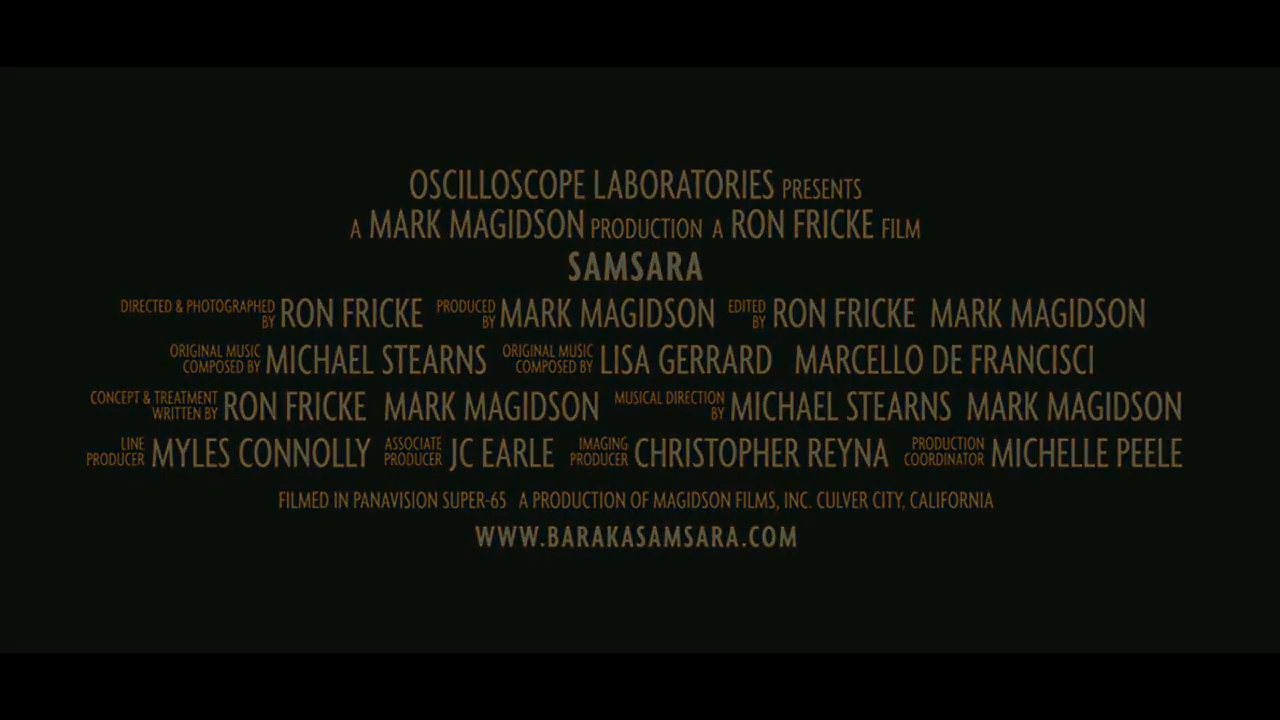 OSCILLOSCOPE LABORATORIES PRESENTS
A MARK MAGIDSON PRODUCTION A RON FRICKE FILM
SAMSARA
DIRECTED & PHOTOGRAPHED BY RON FRICKE PRODUCED BY MARK MAGIDSON EDITED BY RON FRICKE MARK MAGIDSON
ORIGINAL MUSIC COMPOSED BY MICHAEL STEARNS ORIGINAL MUSIC COMPOSED BY LISA GERRARD MARCELLO DE FRANCISCI
CONCEPT & TREATMENT WRITTEN BY RON FRICKE MARK MAGIDSON MUSICAL DIRECTION BY MICHAEL STEARNS MARK MAGIDSON
LINE PRODUCER MYLES CONNOLLY ASSOCIATE PRODUCER JC EARLE IMAGING PRODUCER CHRISTOPHER REYNA PRODUCTION COORDINATOR MICHELLE PEELE
FILMED IN PANAVISION SUPER-65 A PRODUCTION OF MAGIDSON FILMS, INC. CULVER CITY, CALIFORNIA
WWW.BARAKASAMSARA.COM